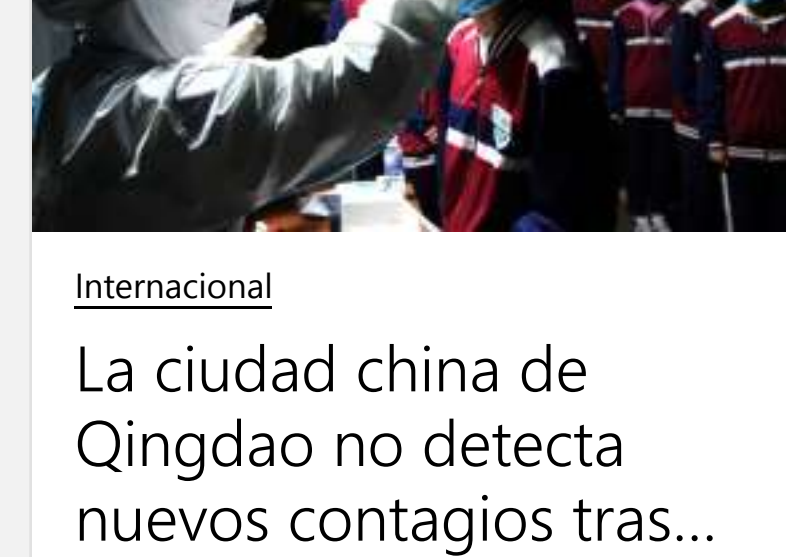 Internacional
La ciudad china de
Qingdao no detecta
nuevos contagios tras...